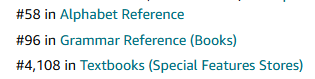 #58 in Alphabet Reference
#96 in Grammar Reference (Books)
#4,108 in Textbooks (Special Features Stores)